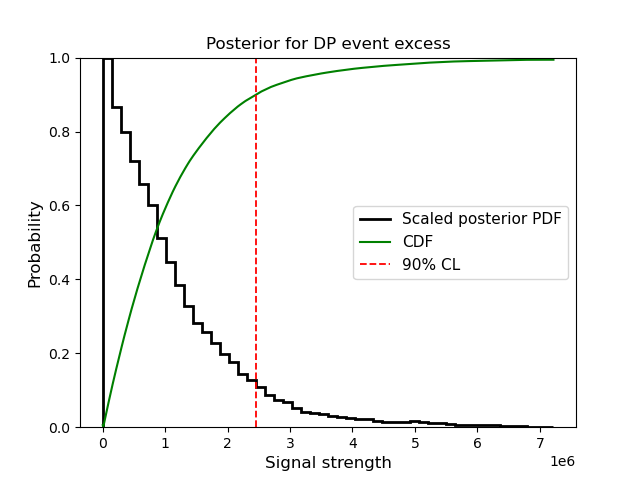 Posterior for DP event excess
Probability
1.0
0.8
0.6
0.4
0.2
0.0
Scaled posterior PDF
CDF
90% CL
0 1 2 3 4 5 6 7
1e6
Signal strength